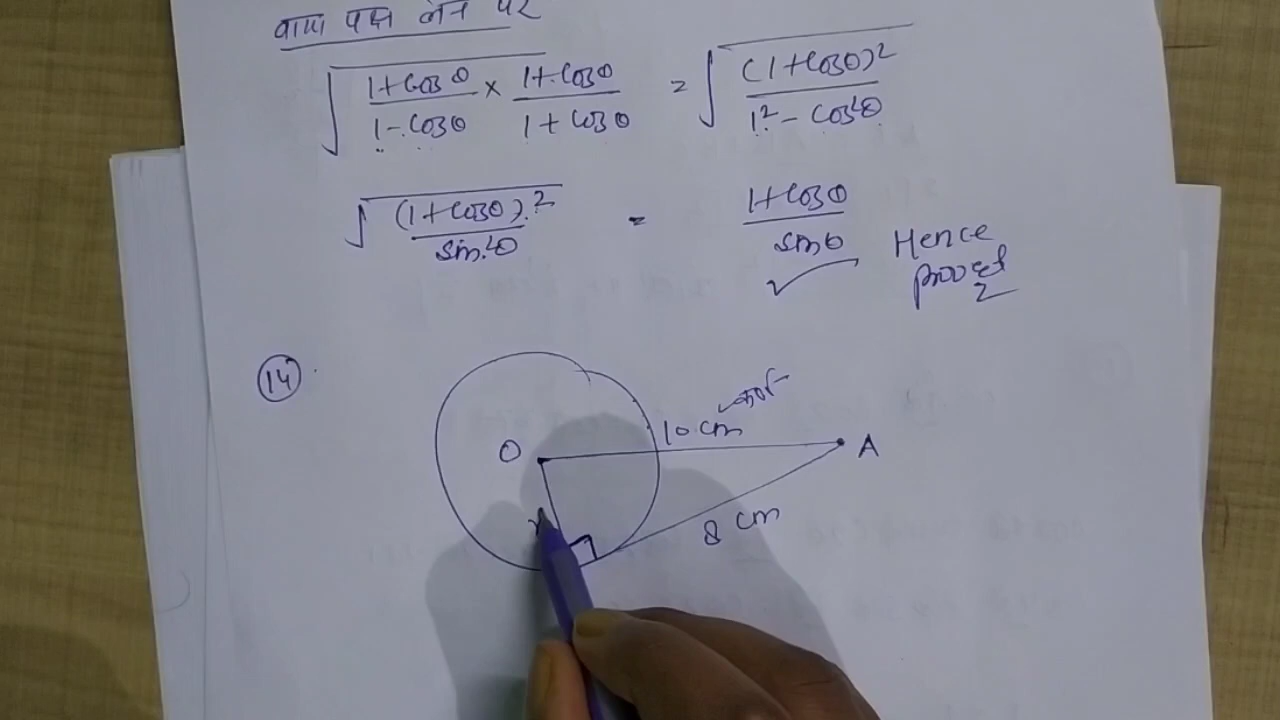 वाम पक्ष लेने पर
√(1+cosθ / 1-cosθ × 1+cosθ / 1+cosθ) = √((1+cosθ)² / 1²-cos²θ)
√((1+cosθ)² / sin²θ) = 1+cosθ / sinθ Hence
proved
14
10 cm कर्ण
O A
8 cm